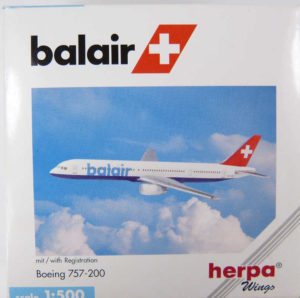 balair
balair
mit / with Registration
Boeing 757-200
herpa
Wings
scale 1:500